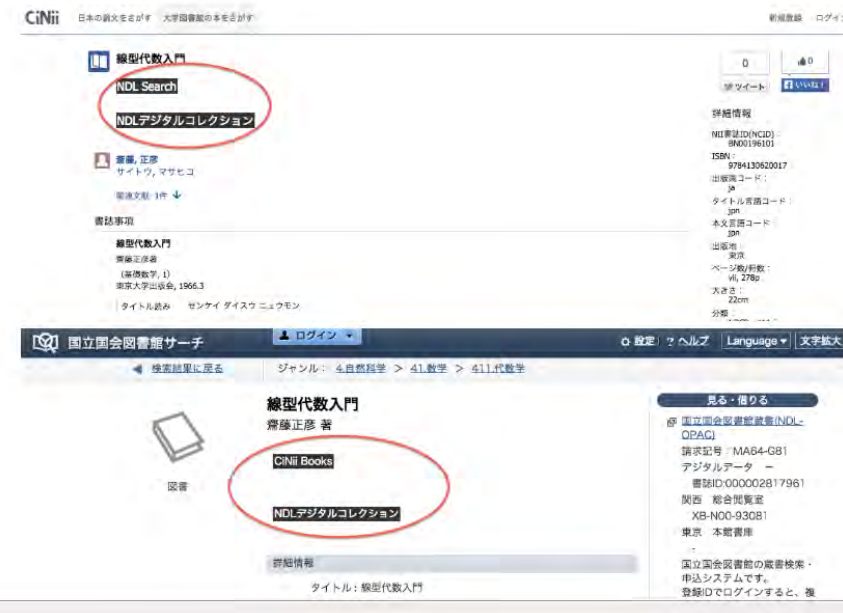 CiNii 日本の論文をさがす 大学図書館の本をさがす 新規登録 ログイン
線型代数入門
NDL Search
NDLデジタルコレクション
齋藤, 正彦
サイトウ, マサヒコ
関連文献: 1件
書誌事項
線型代数入門
齋藤正彦著
(基礎数学, 1)
東京大学出版会, 1966.3
タイトル読み センケイ ダイスウ ニュウモン
0
0
ツイート
いいね!
詳細情報
NII書誌ID(NCID) :
BN00196101
ISBN :
9784130620017
出版国コード :
ja
タイトル言語コード :
jpn
本文言語コード :
jpn
出版地 :
東京
ページ数/冊数 :
vii, 278p
大きさ :
22cm
分類 :
国立国会図書館サーチ ログイン 設定 ? ヘルプ Language 文字拡大
検索結果に戻る ジャンル : 4.自然科学 > 41.数学 > 411.代数学
図書
線型代数入門
齋藤正彦 著
CiNii Books
NDLデジタルコレクション
詳細情報
タイトル : 線型代数入門
見る・借りる
国立国会図書館蔵書(NDL-
OPAC)
請求記号 MA64-G81
デジタルデータ ー
書誌ID:000002817961
関西 総合閲覧室
XB-N00-93081
東京 本館書庫
国立国会図書館の蔵書検索・
申込システムです。
登録IDでログインすると、複